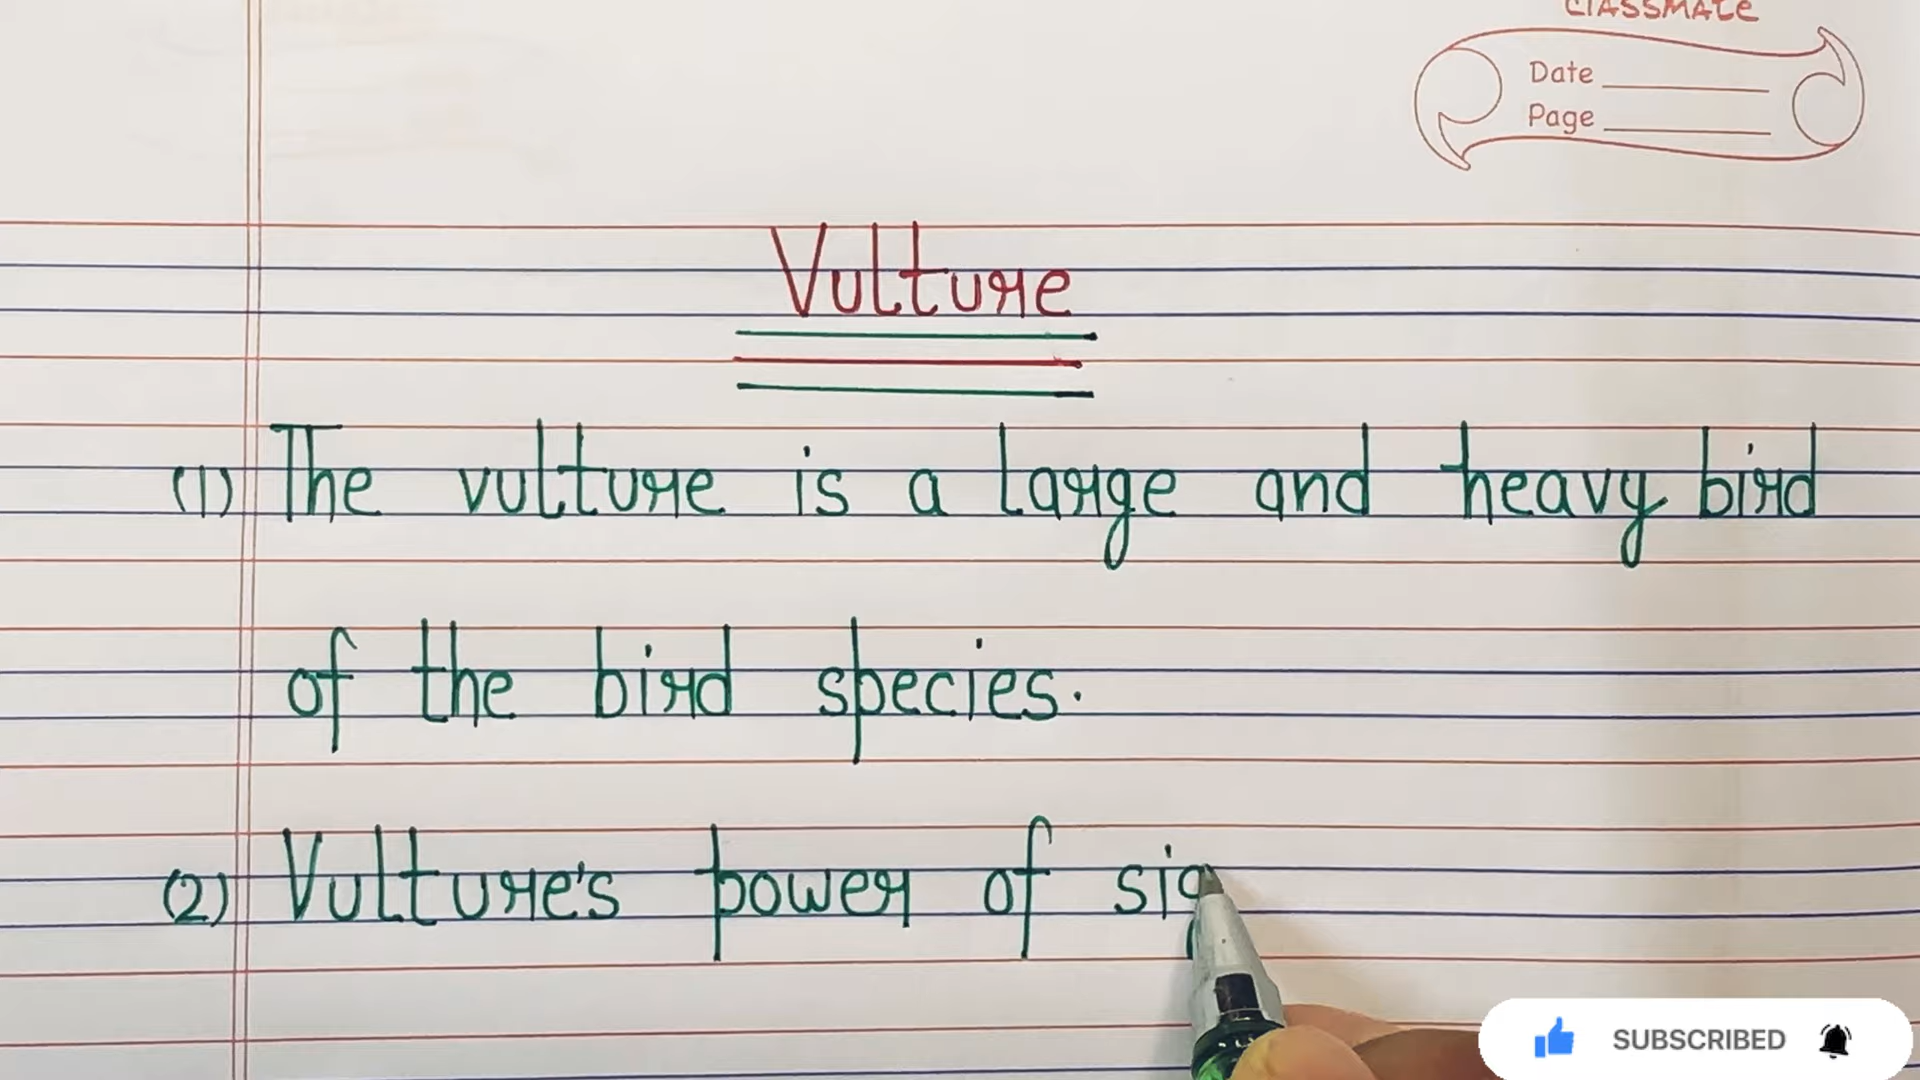 classmate
Date
Page
Vulture
(1) The vulture is a large and heavy bird
of the bird species.
(2) Vulture's power of sig
SUBSCRIBED